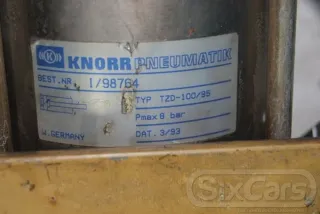 KNORR PNEUMATIK
BEST.NR. 1/98764
TYP TZD-100/95
Pmax 8 bar
W.GERMANY DAT. 3/93
SixCars